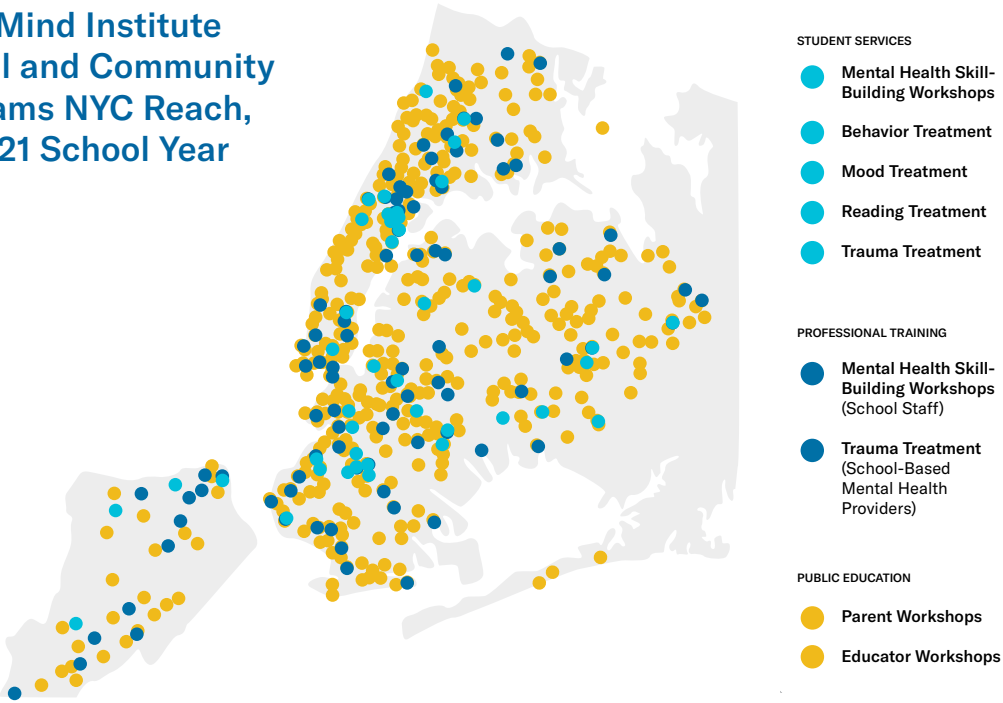 Mind Institute
l and Community
ams NYC Reach,
21 School Year
STUDENT SERVICES
Mental Health Skill-
Building Workshops
Behavior Treatment
Mood Treatment
Reading Treatment
Trauma Treatment
PROFESSIONAL TRAINING
Mental Health Skill-
Building Workshops
(School Staff)
Trauma Treatment
(School-Based
Mental Health
Providers)
PUBLIC EDUCATION
Parent Workshops
Educator Workshops